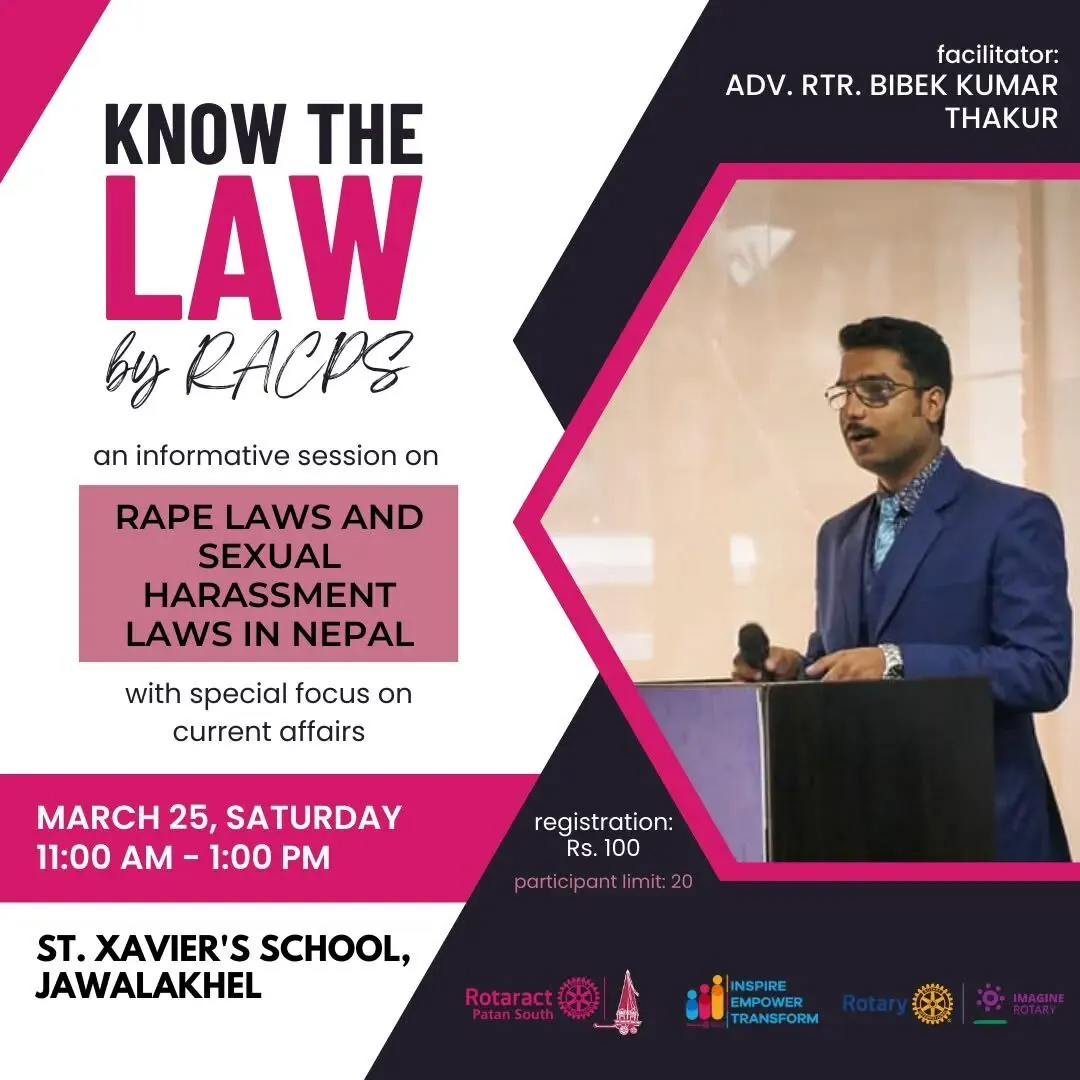 KNOW THE
LAW
by RACPS
an informative session on
RAPE LAWS AND
SEXUAL
HARASSMENT
LAWS IN NEPAL
with special focus on
current affairs
MARCH 25, SATURDAY
11:00 AM - 1:00 PM
ST. XAVIER'S SCHOOL,
JAWALAKHEL
facilitator:
ADV. RTR. BIBEK KUMAR
THAKUR
registration:
Rs. 100
participant limit: 20
Rotaract
Patan South
INSPIRE
EMPOWER
TRANSFORM
Rotary
IMAGINE
ROTARY